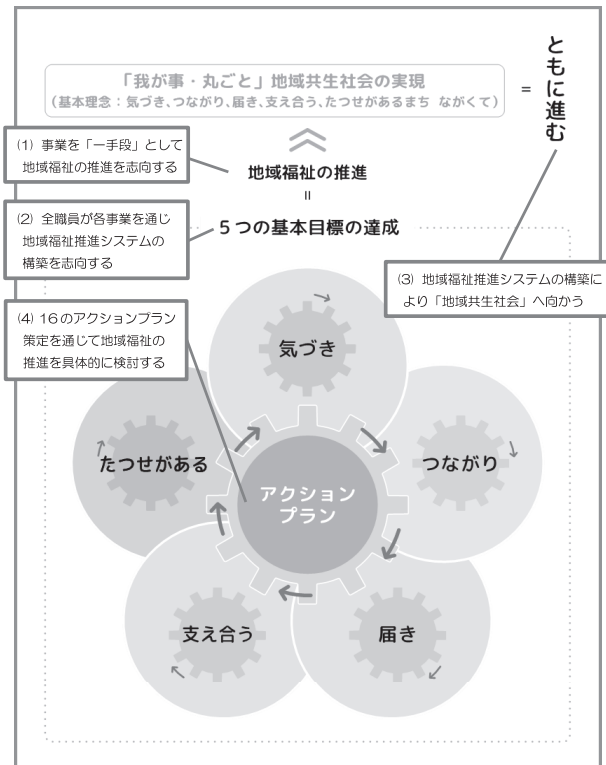 ともに進む
「我が事・丸ごと」地域共生社会の実現
(基本理念：気づき、つながり、届き、支え合う、たつせがあるまち ながくて)
=
(1) 事業を「一手段」として
地域福祉の推進を志向する
地域福祉の推進
=
(2) 全職員が各事業を通じ
地域福祉推進システムの
構築を志向する
5つの基本目標の達成
(3) 地域福祉推進システムの構築に
より「地域共生社会」へ向かう
(4) 16のアクションプラン
策定を通じて地域福祉の
推進を具体的に検討する
気づき
たつせがある
つながり
アクション
プラン
支え合う
届き